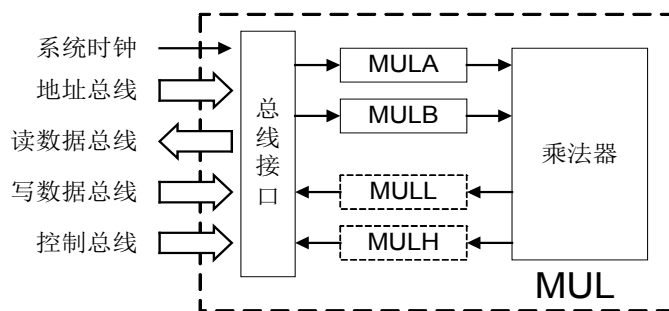 系统时钟
地址总线
读数据总线
写数据总线
控制总线
总线接口
MULA
MULB
MULL
MULH
乘法器
MUL